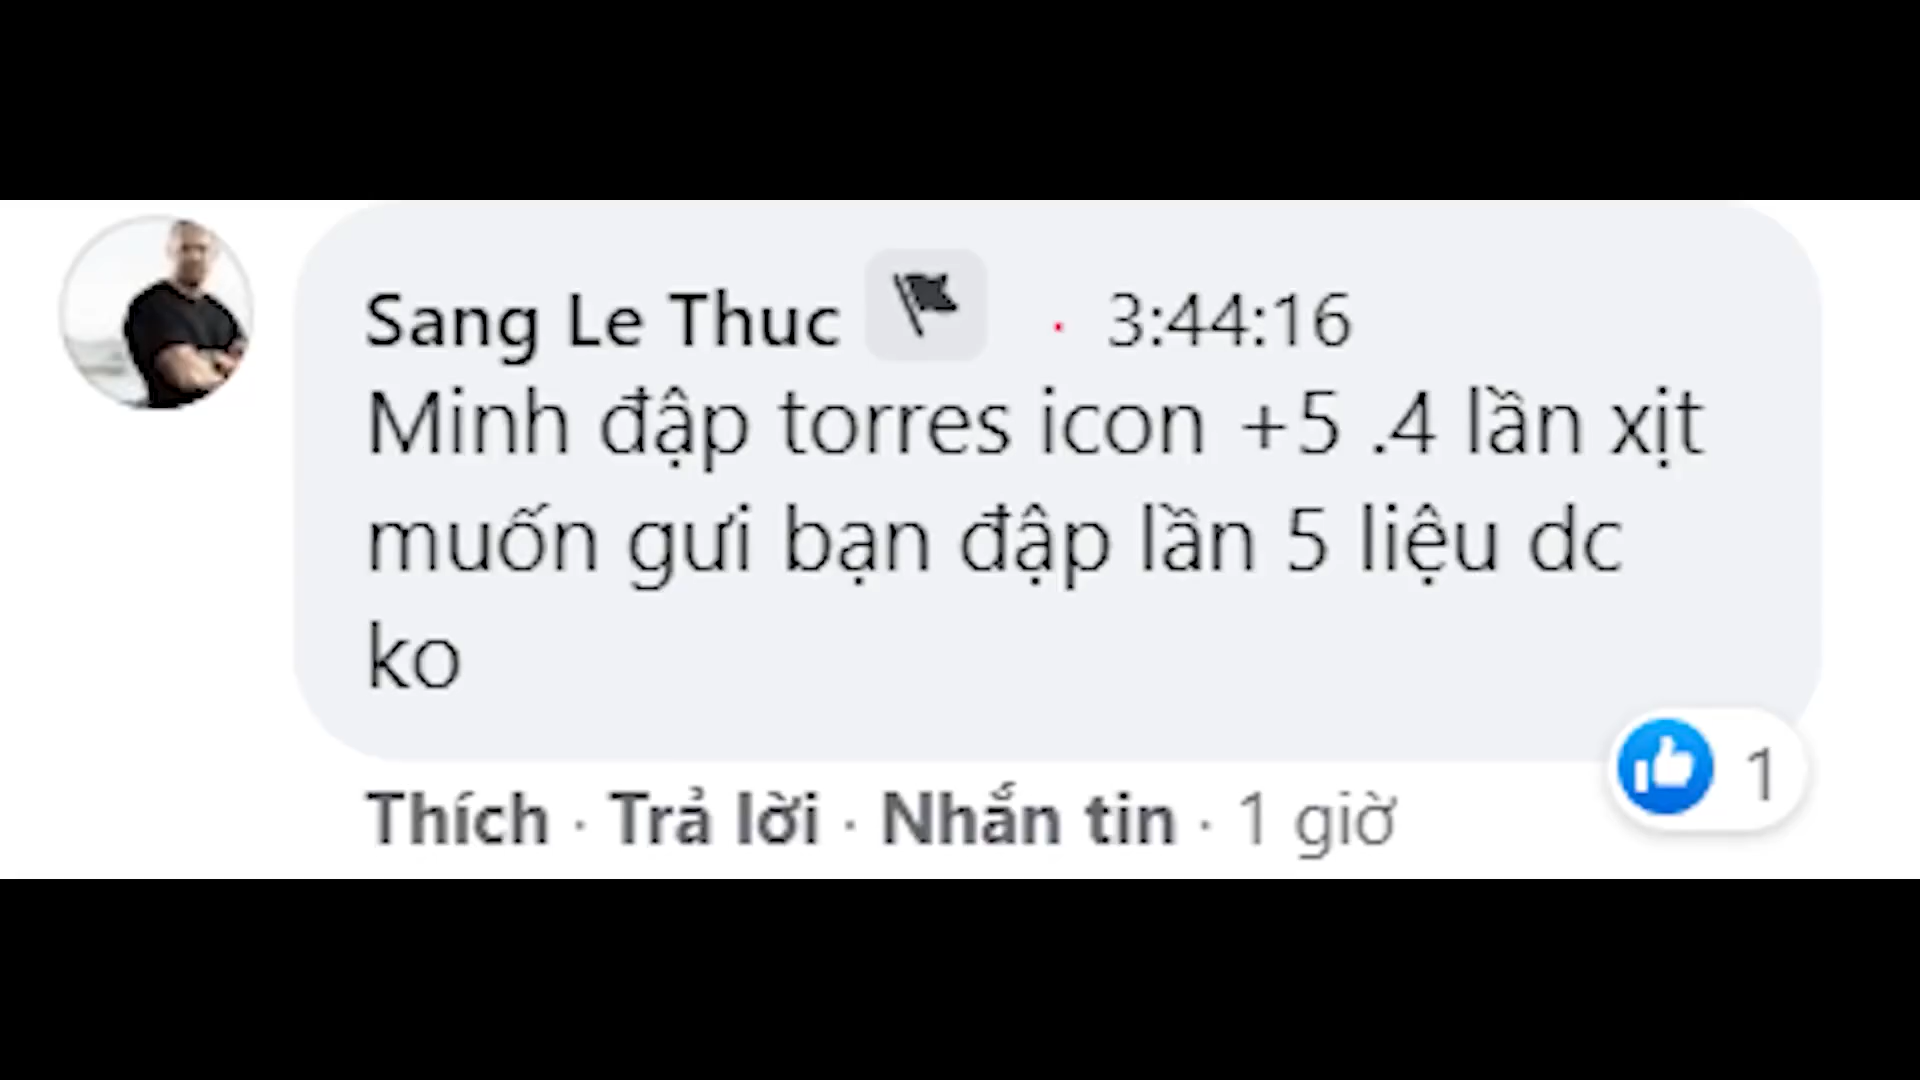 Sang Le Thuc · 3:44:16
Minh đập torres icon +5 .4 lần xịt
muốn gưi bạn đập lần 5 liệu dc
ko
1
Thích · Trả lời · Nhắn tin · 1 giờ